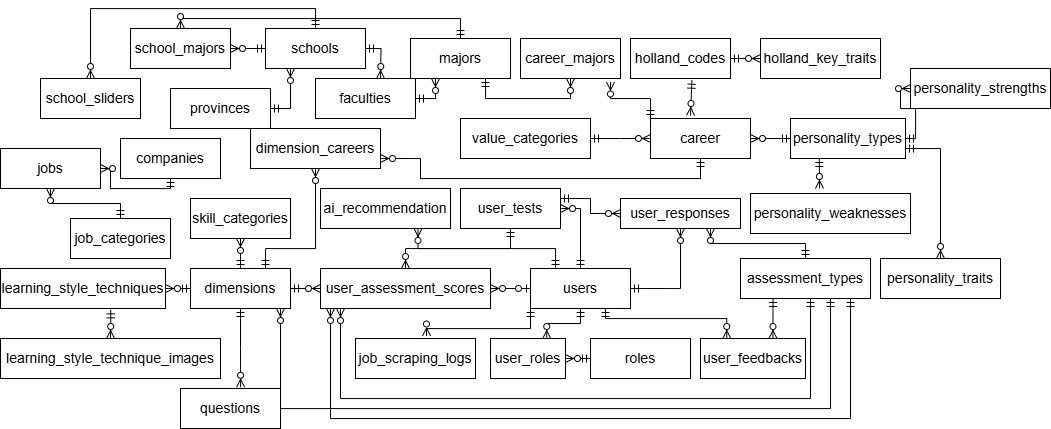 school_majors
schools
majors
career_majors
holland_codes
holland_key_traits
school_sliders
provinces
faculties
personality_strengths
dimension_careers
value_categories
career
personality_types
jobs
companies
skill_categories
ai_recommendation
user_tests
user_responses
personality_weaknesses
job_categories
learning_style_techniques
dimensions
user_assessment_scores
users
assessment_types
personality_traits
learning_style_technique_images
job_scraping_logs
user_roles
roles
user_feedbacks
questions